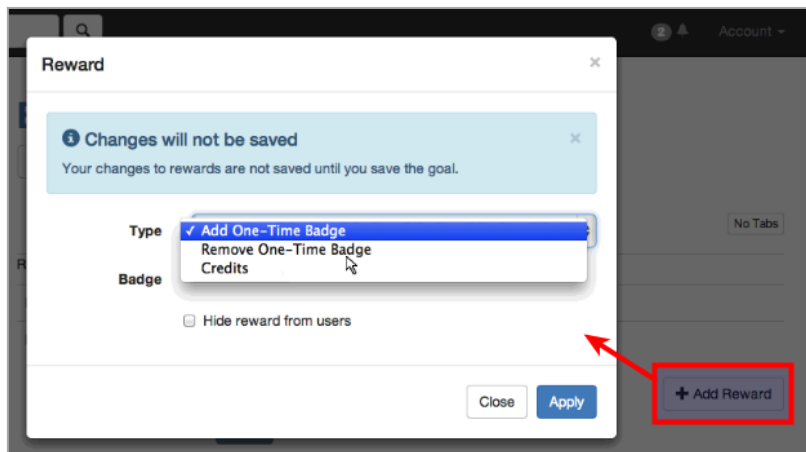 2
Account
Reward
×
Changes will not be saved
×
Your changes to rewards are not saved until you save the goal.
Type
✓ Add One-Time Badge
Remove One-Time Badge
Credits
Badge
Hide reward from users
No Tabs
Close
Apply
+ Add Reward